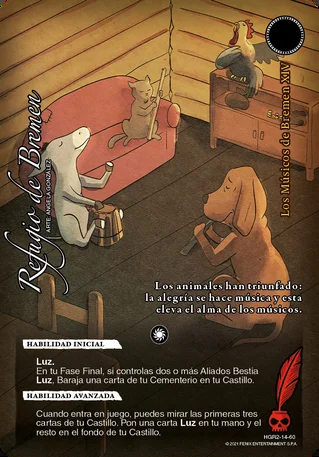 Los Músicos de Bremen XIV
Refugio de Bremen
ARTE: ANGELA GONZÁLEZ
Los animales han triunfado:
la alegría se hace música y esta
eleva el alma de los músicos.
HABILIDAD INICIAL
Luz.
En tu Fase Final, si controlas dos o más Aliados Bestia
Luz, Baraja una carta de tu Cementerio en tu Castillo.
HABILIDAD AVANZADA
Cuando entra en juego, puedes mirar las primeras tres
cartas de tu Castillo. Pon una carta Luz en tu mano y el
resto en el fondo de tu Castillo.
HGR2-14-60
© 2021 FENIX ENTERTAINMENT S.P.A.